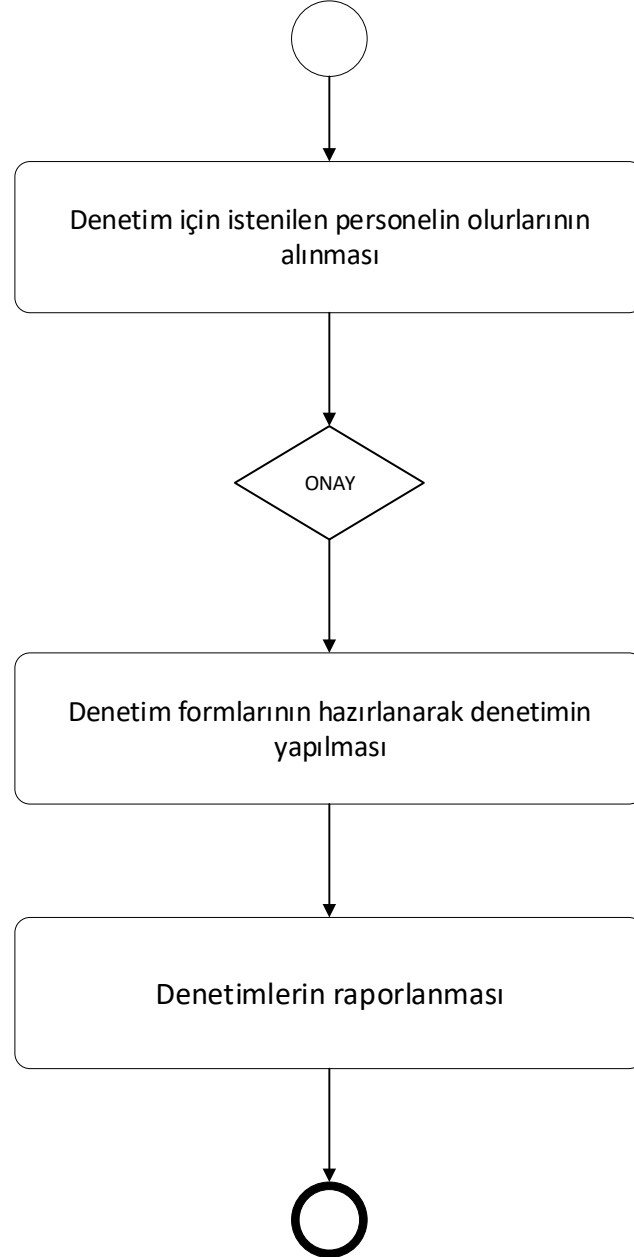 Denetim için istenilen personelin olurlarının
alınması
ONAY
Denetim formlarının hazırlanarak denetimin
yapılması
Denetimlerin raporlanması